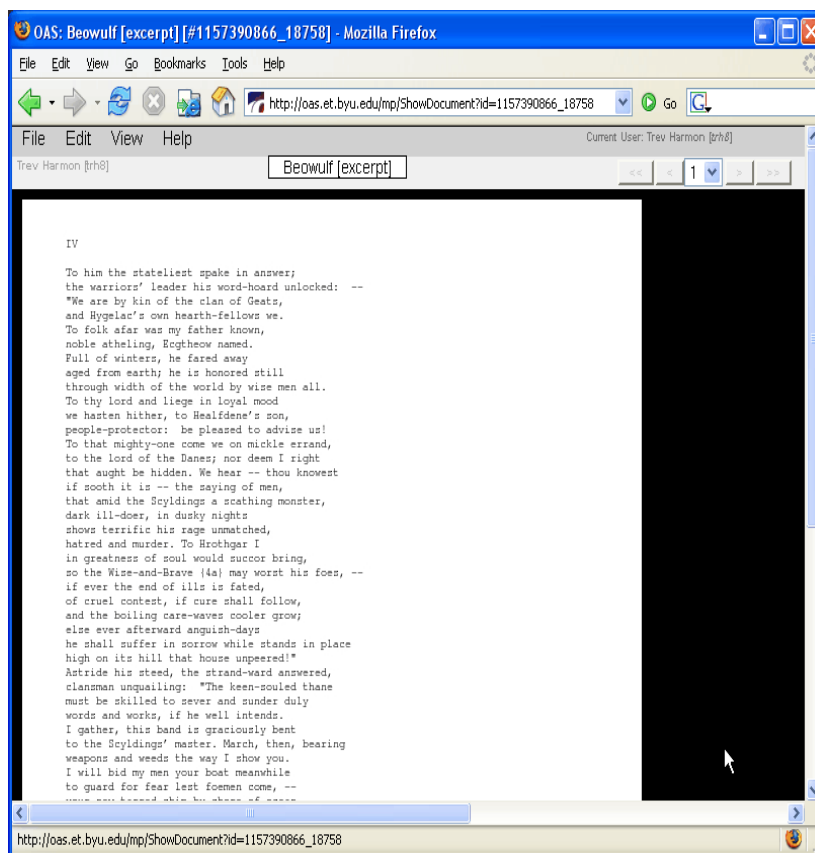 OAS: Beowulf [excerpt] [#1157390866_18758] - Mozilla Firefox
File Edit View Go Bookmarks Tools Help
http://oas.et.byu.edu/mp/ShowDocument?id=1157390866_18758 Go G
File Edit View Help Current User: Trev Harmon [trh8]
Trev Harmon [trh8] Beowulf [excerpt] << < 1 > >>
IV
To him the stateliest spake in answer;
the warriors' leader his word-hoard unlocked: --
"We are by kin of the clan of Geats,
and Hygelac's own hearth-fellows we.
To folk afar was my father known,
noble atheling, Ecgtheow named.
Full of winters, he fared away
aged from earth; he is honored still
through width of the world by wise men all.
To thy lord and liege in loyal mood
we hasten hither, to Healfdene's son,
people-protector: be pleased to advise us!
To that mighty-one come we on mickle errand,
to the lord of the Danes; nor deem I right
that aught be hidden. We hear -- thou knowest
if sooth it is -- the saying of men,
that amid the Scyldings a scathing monster,
dark ill-doer, in dusky nights
shows terrific his rage unmatched,
hatred and murder. To Hrothgar I
in greatness of soul would succor bring,
so the Wise-and-Brave {4a} may worst his foes, --
if ever the end of ills is fated,
of cruel contest, if cure shall follow,
and the boiling care-waves cooler grow;
else ever afterward anguish-days
he shall suffer in sorrow while stands in place
high on its hill that house unpeered!"
Astride his steed, the strand-ward answered,
clansman unquailing: "The keen-souled thane
must be skilled to sever and sunder duly
words and works, if he well intends.
I gather, this band is graciously bent
to the Scyldings' master. March, then, bearing
weapons and weeds the way I show you.
I will bid my men your boat meanwhile
to guard for fear lest foemen come, --
http://oas.et.byu.edu/mp/ShowDocument?id=1157390866_18758